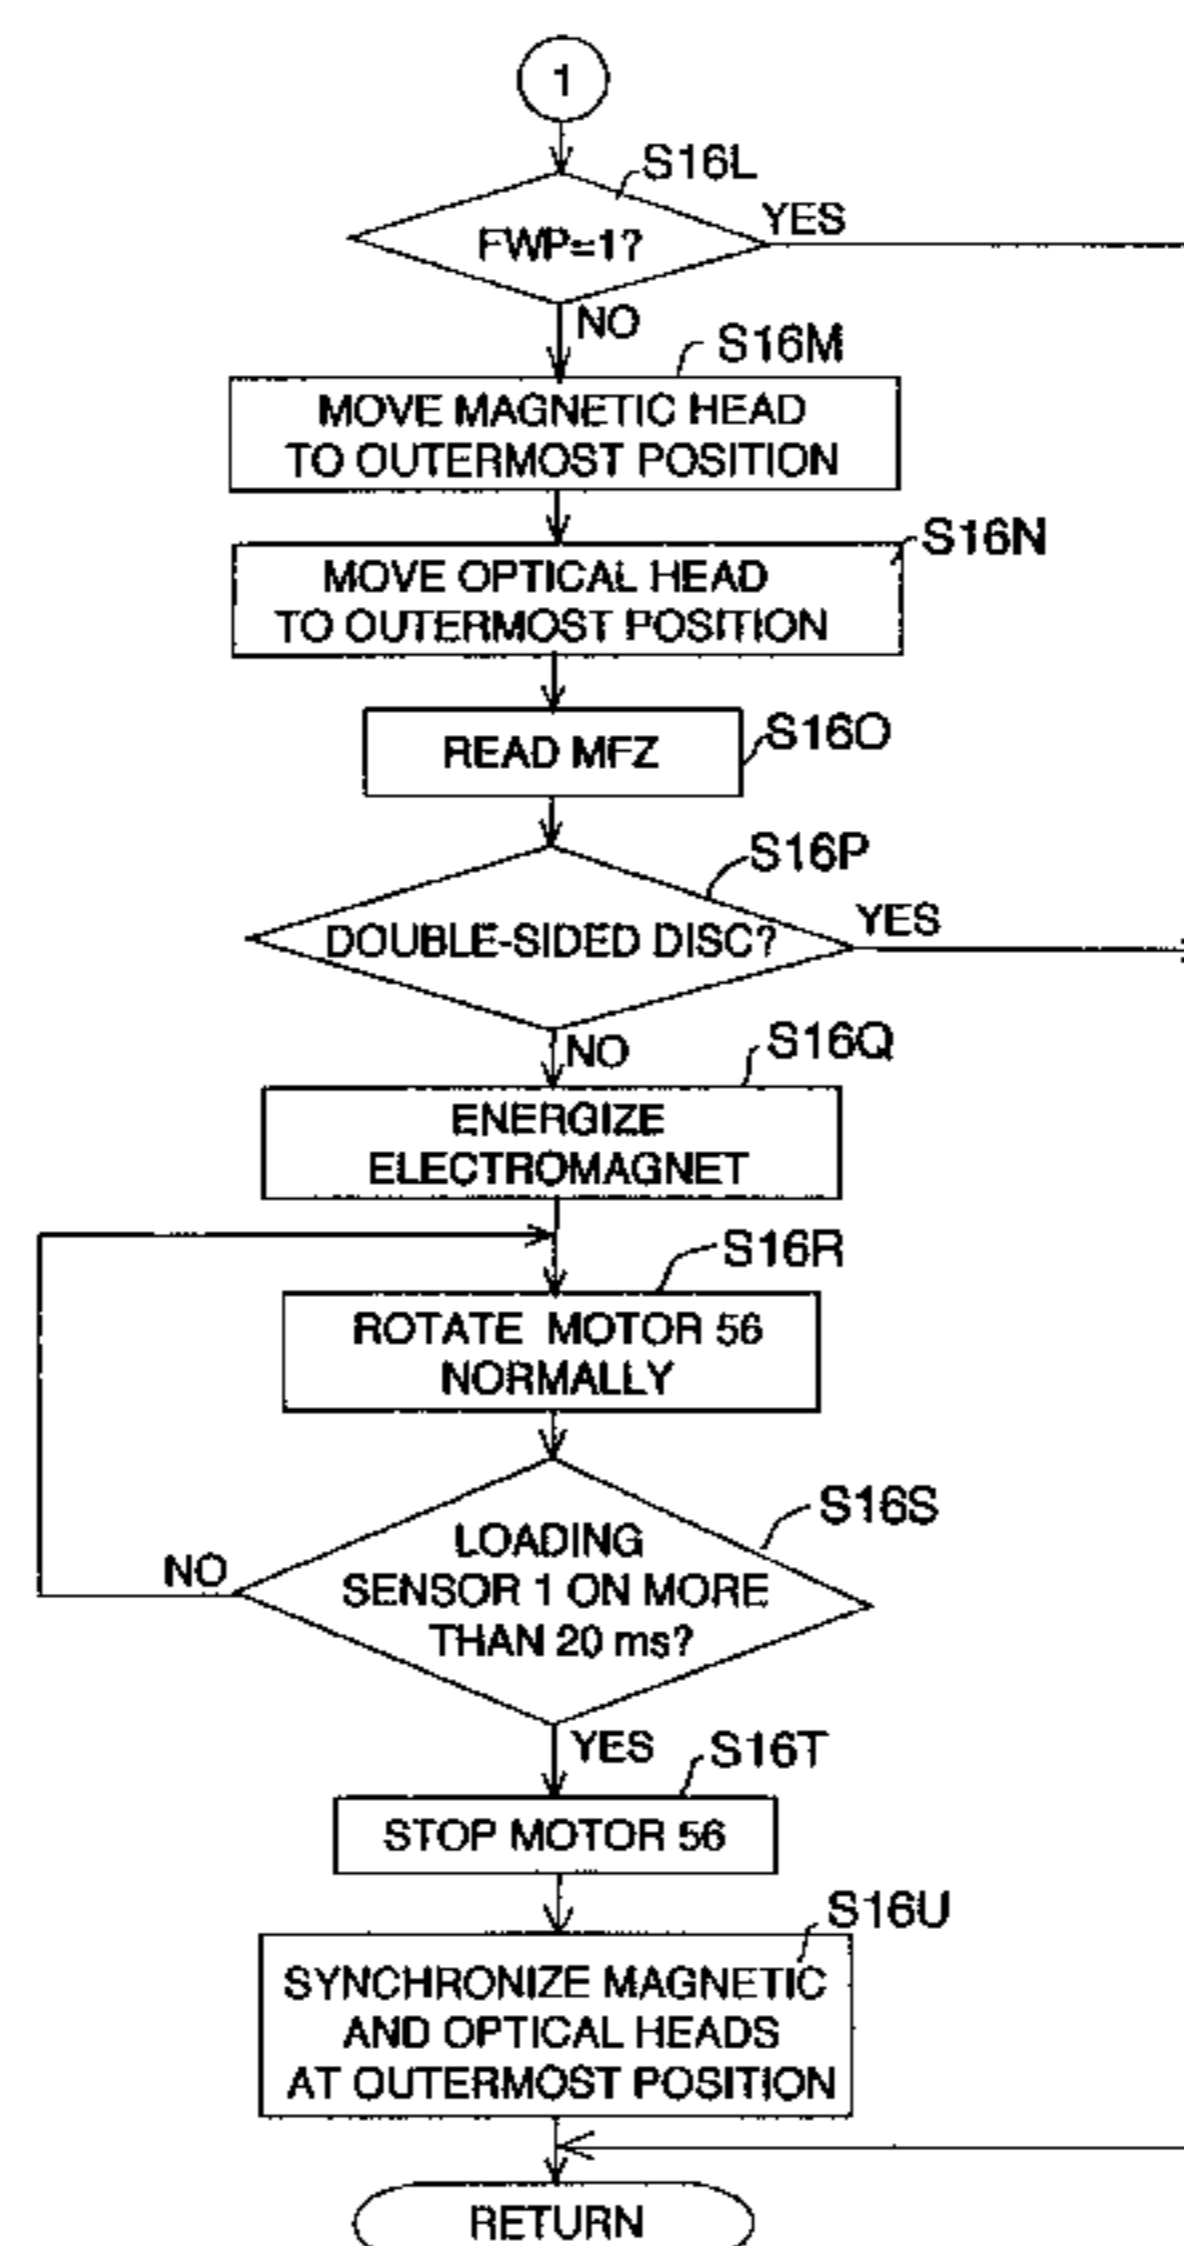 1
S16L
FWP=1?
YES
NO
S16M
MOVE MAGNETIC HEAD
TO OUTERMOST POSITION
S16N
MOVE OPTICAL HEAD
TO OUTERMOST POSITION
S16O
READ MFZ
S16P
DOUBLE-SIDED DISC?
YES
NO
S16Q
ENERGIZE
ELECTROMAGNET
S16R
ROTATE MOTOR 56
NORMALLY
S16S
LOADING
SENSOR 1 ON MORE
THAN 20 ms?
NO
YES
S16T
STOP MOTOR 56
S16U
SYNCHRONIZE MAGNETIC
AND OPTICAL HEADS
AT OUTERMOST POSITION
RETURN